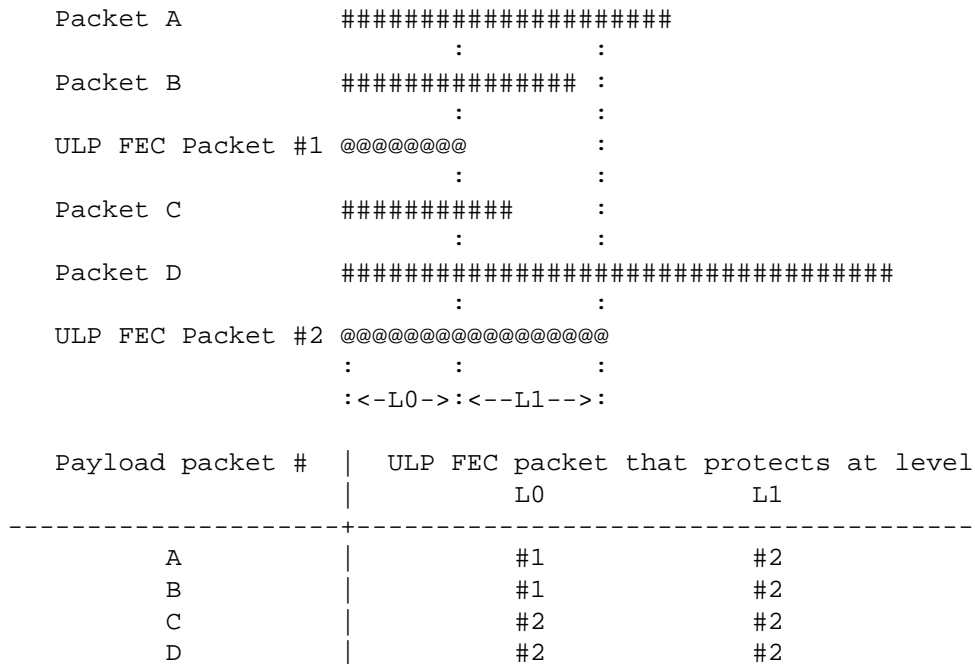 Packet A          #####################
                         :        :
Packet B          ############### :
                         :        :
ULP FEC Packet #1 @@@@@@@@        :
                         :        :
Packet C          ###########     :
                         :        :
Packet D          ###################################
                         :        :
ULP FEC Packet #2 @@@@@@@@@@@@@@@@@
                  :      :        :
                  :<-L0->:<--L1-->:
Payload packet #  |  ULP FEC packet that protects at level
                  |          L0             L1
---------------------+---------------------------------------
       A          |          #1             #2
       B          |          #1             #2
       C          |          #2             #2
       D          |          #2             #2